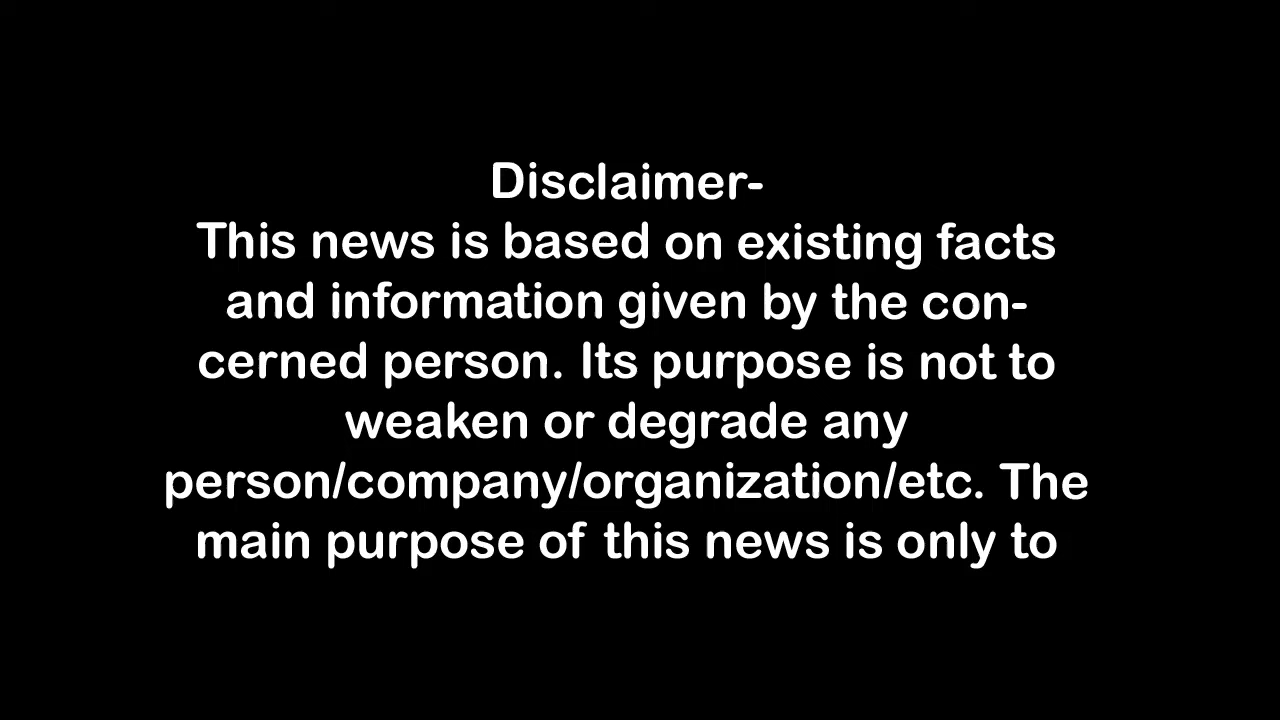 Disclaimer-
This news is based on existing facts
and information given by the con-
cerned person. Its purpose is not to
weaken or degrade any
person/company/organization/etc. The
main purpose of this news is only to